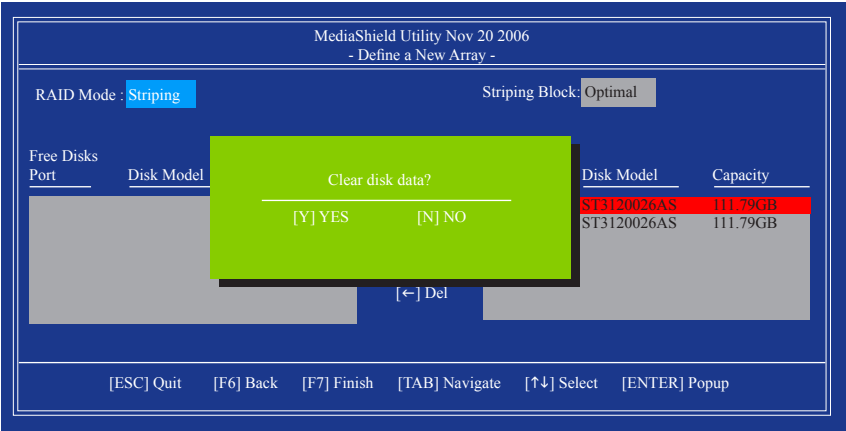 MediaShield Utility Nov 20 2006
- Define a New Array -
RAID Mode : Striping
Striping Block: Optimal
Free Disks
Port Disk Model
Disk Model Capacity
Clear disk data?
[Y] YES [N] NO
ST3120026AS 111.79GB
ST3120026AS 111.79GB
[←] Del
[ESC] Quit [F6] Back [F7] Finish [TAB] Navigate [↑↓] Select [ENTER] Popup